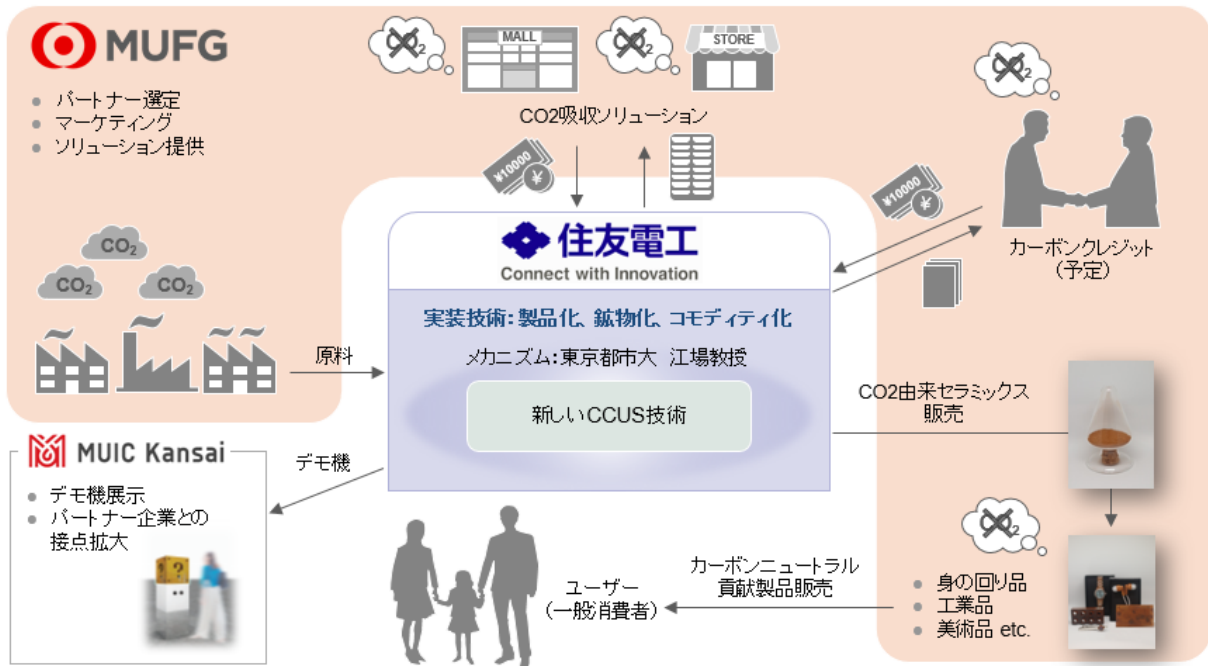 MUFG
パートナー選定
マーケティング
ソリューション提供
CO2
MALL
CO2
STORE
CO2吸収ソリューション
¥10000
¥
CO2
¥10000
¥
カーボンクレジット
（予定）
住友電工
Connect with Innovation
実装技術：製品化、鉱物化、コモディティ化
メカニズム：東京都市大 江場教授
新しいCCUS技術
CO2
CO2
CO2
原料
CO2由来セラミックス
販売
MUIC Kansai
デモ機展示
パートナー企業との
接点拡大
?
デモ機
ユーザー
（一般消費者）
カーボンニュートラル
貢献製品販売
CO2
身の回り品
工業品
美術品 etc.